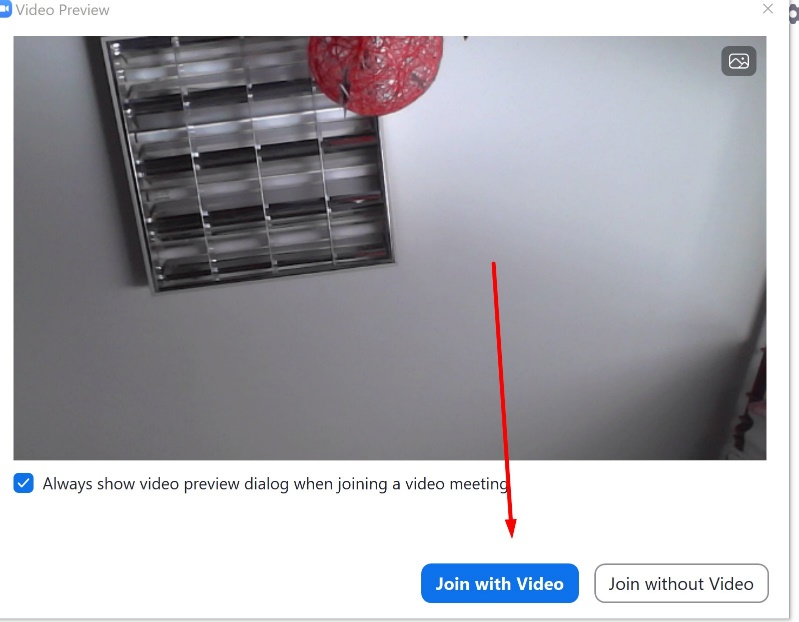 Video Preview
Always show video preview dialog when joining a video meeting
Join with Video
Join without Video